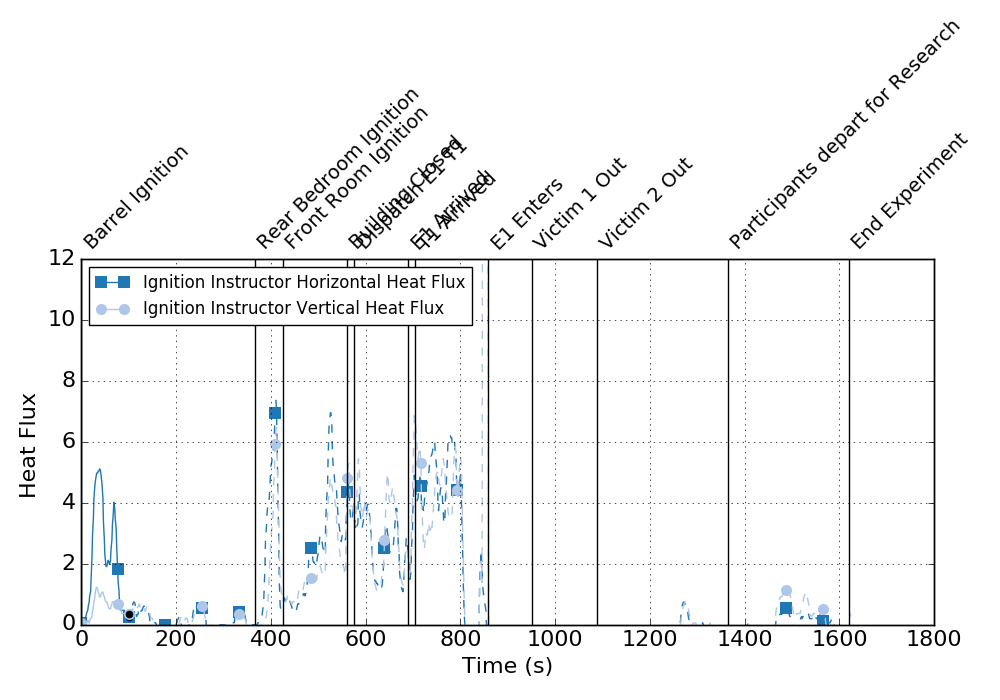 Barrel Ignition
Rear Bedroom Ignition
Front Room Ignition
Building Closed
Dispatch E1 T1
E1 Arrived
T1 Arrived
E1 Enters
Victim 1 Out
Victim 2 Out
Participants depart for Research
End Experiment
Ignition Instructor Horizontal Heat Flux
Ignition Instructor Vertical Heat Flux
Heat Flux
12
10
8
6
4
2
0
0 200 400 600 800 1000 1200 1400 1600 1800
Time (s)